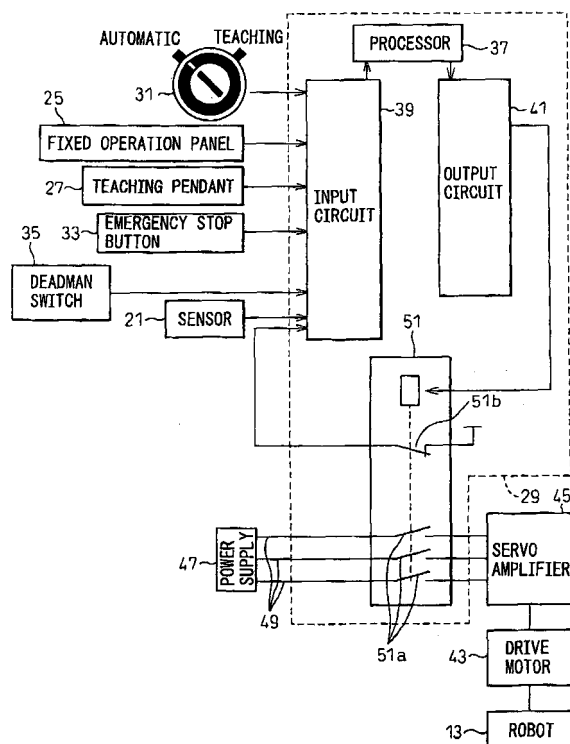 AUTOMATIC
TEACHING
31
PROCESSOR
37
25
FIXED OPERATION PANEL
27
TEACHING PENDANT
33
EMERGENCY STOP
BUTTON
35
DEADMAN
SWITCH
21
SENSOR
39
INPUT
CIRCUIT
41
OUTPUT
CIRCUIT
51
51b
29
45
47
POWER
SUPPLY
49
51a
SERVO
AMPLIFIER
43
DRIVE
MOTOR
13
ROBOT